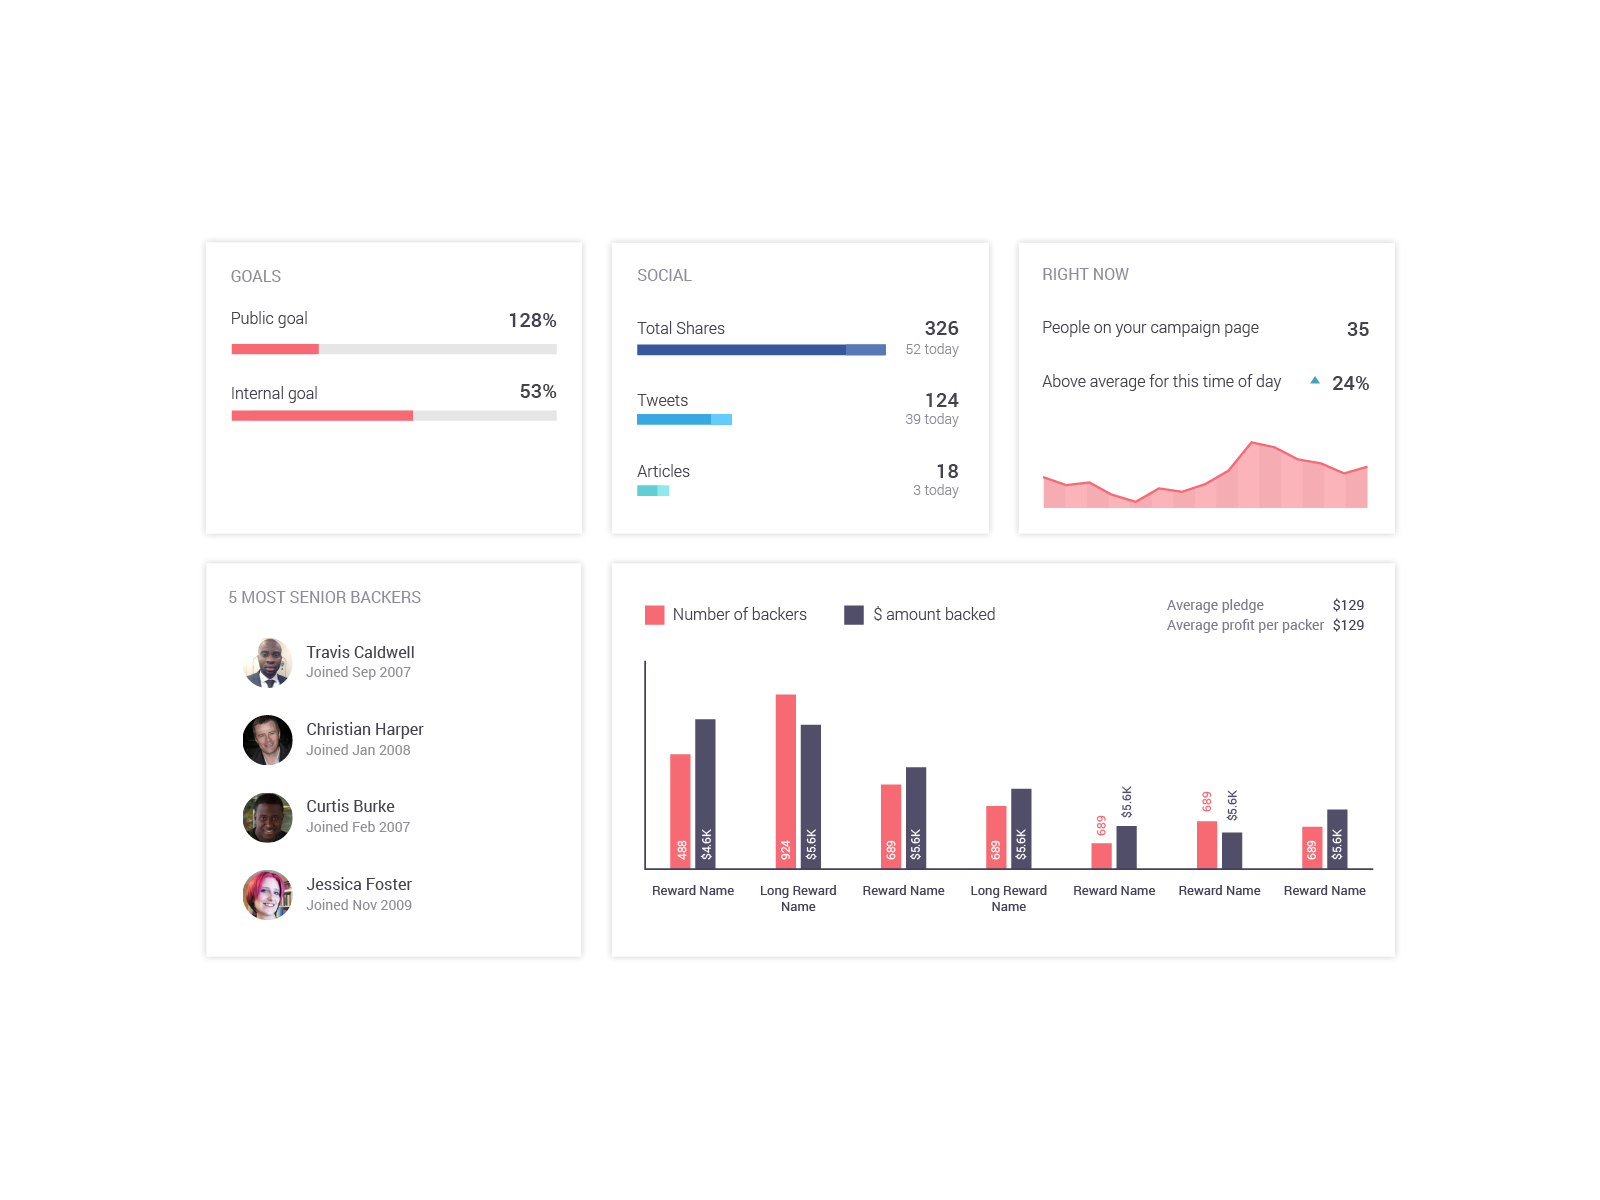 GOALS
Public goal 128%
Internal goal 53%
SOCIAL
Total Shares 326
52 today
Tweets 124
39 today
Articles 18
3 today
RIGHT NOW
People on your campaign page 35
Above average for this time of day 24%
5 MOST SENIOR BACKERS
Travis Caldwell
Joined Sep 2007
Christian Harper
Joined Jan 2008
Curtis Burke
Joined Feb 2007
Jessica Foster
Joined Nov 2009
Number of backers $ amount backed
Average pledge $129
Average profit per packer $129
488 $4.6K 924 $5.6K 689 $5.6K 689 $5.6K 689 $5.6K 689 $5.6K 689 $5.6K
Reward Name Long Reward Reward Name Long Reward Reward Name Reward Name Reward Name
Name Name